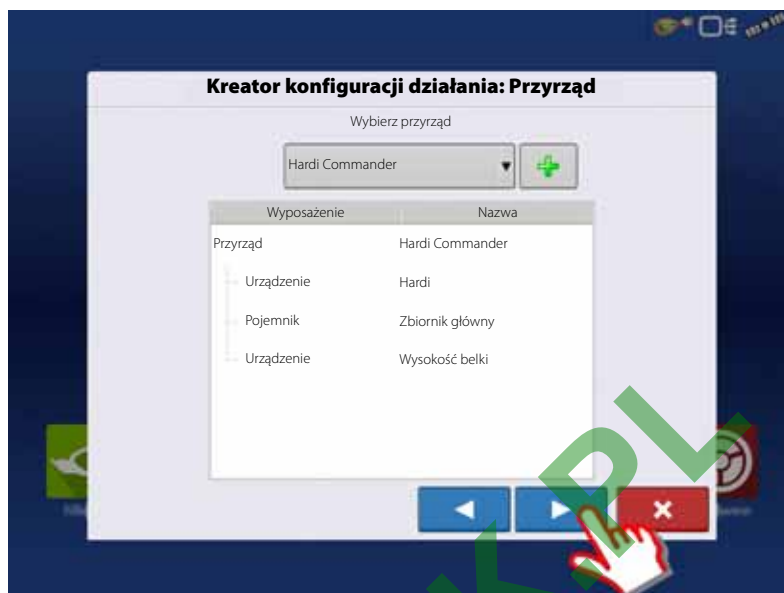 Kreator konfiguracji działania: Przyrząd
Wybierz przyrząd
Hardi Commander
Wyposażenie Nazwa
Przyrząd Hardi Commander
Urządzenie Hardi
Pojemnik Zbiornik główny
Urządzenie Wysokość belki
K.PL